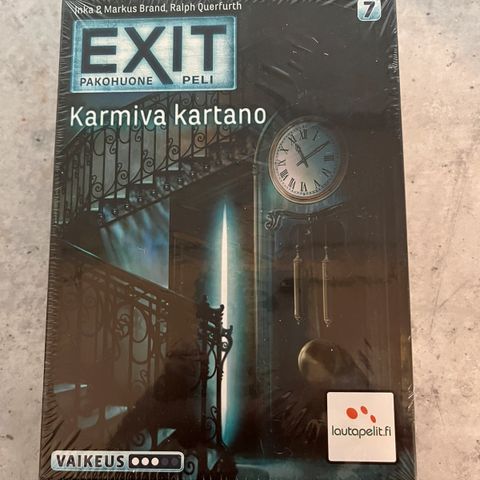 Inka & Markus Brand, Ralph Querfurth
7
EXIT
PAKOHUONE PELI
Karmiva kartano
lautapelit.fi
VAIKEUS